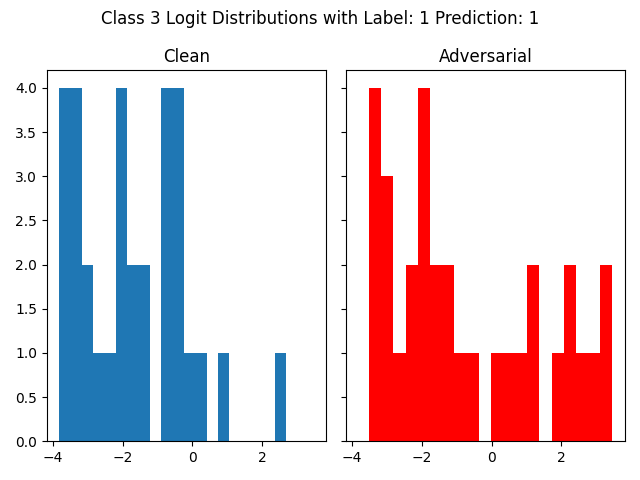 Class 3 Logit Distributions with Label: 1 Prediction: 1
Clean
Adversarial
4.0
3.5
3.0
2.5
2.0
1.5
1.0
0.5
0.0
−4 −2 0 2
−4 −2 0 2